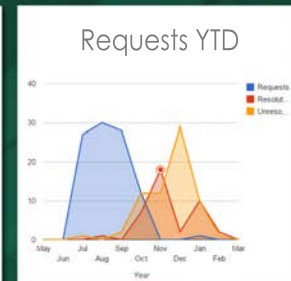 Requests YTD
40
Requests
Resolut...
Unreso...
30
20
10
0
May Jul Sep Nov Jan Mar
Jun Aug Oct Dec Feb
Year